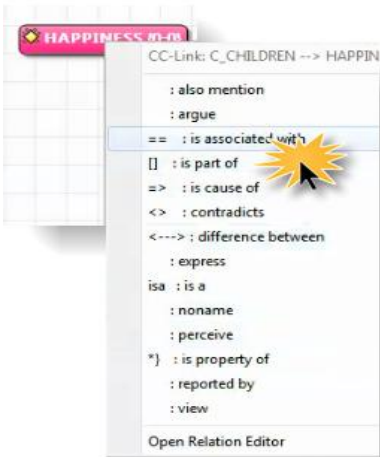 HAPPINESS
CC-Link: C_CHILDREN --> HAPPIN
: also mention
: argue
== : is associated with
[] : is part of
=> : is cause of
<> : contradicts
<---> : difference between
: express
isa : is a
: noname
: perceive
*} : is property of
: reported by
: view
Open Relation Editor